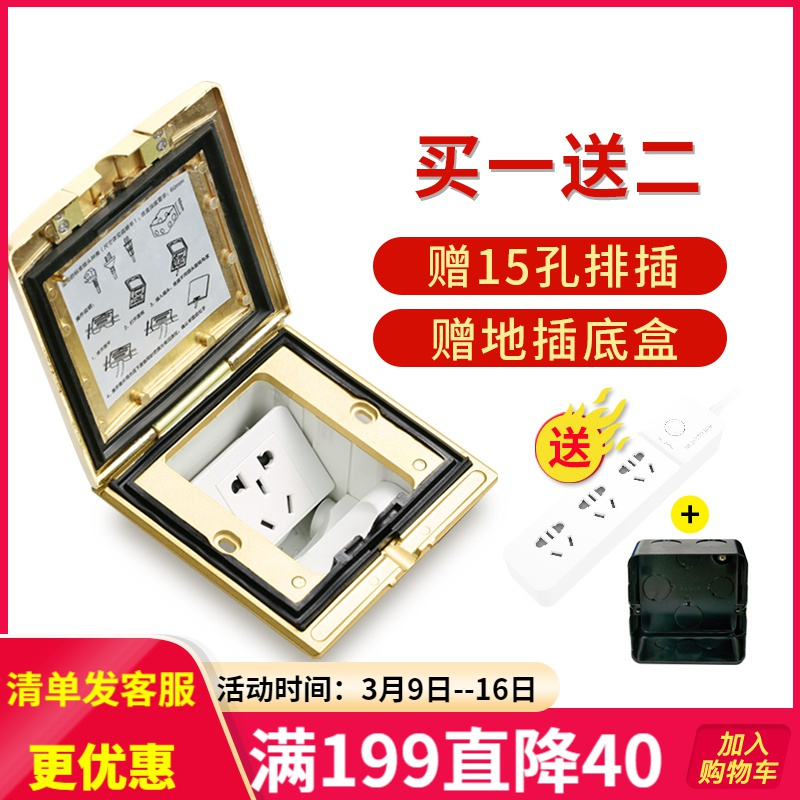 买一送二
赠15孔排插
赠地插底盒
送
+
清单发客服
更优惠
活动时间：3月9日--16日
满199直降40
加入
购物车